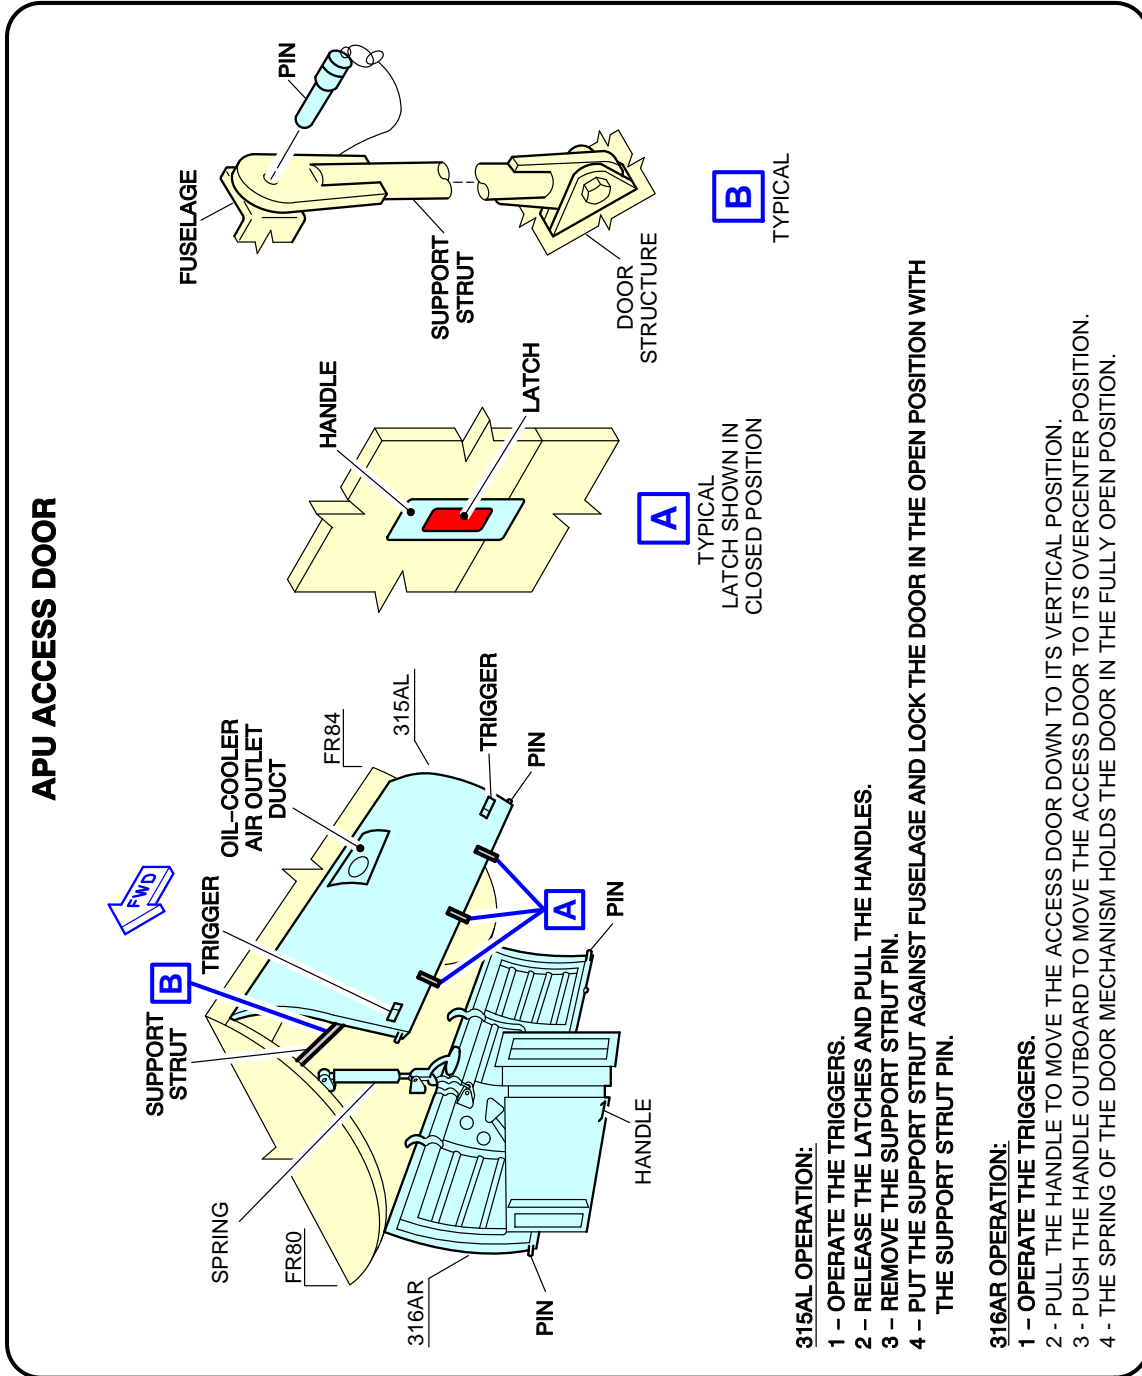 APU ACCESS DOOR
FWD
B
SUPPORT
STRUT
TRIGGER
OIL–COOLER
AIR OUTLET
DUCT
FR84
315AL
TRIGGER
PIN
SPRING
FR80
316AR
PIN
HANDLE
A
PIN
HANDLE
LATCH
A
TYPICAL
LATCH SHOWN IN
CLOSED POSITION
FUSELAGE
PIN
SUPPORT
STRUT
DOOR
STRUCTURE
B
TYPICAL
315AL OPERATION:
1 – OPERATE THE TRIGGERS.
2 – RELEASE THE LATCHES AND PULL THE HANDLES.
3 – REMOVE THE SUPPORT STRUT PIN.
4 – PUT THE SUPPORT STRUT AGAINST FUSELAGE AND LOCK THE DOOR IN THE OPEN POSITION WITH
THE SUPPORT STRUT PIN.
316AR OPERATION:
1 – OPERATE THE TRIGGERS.
2 - PULL THE HANDLE TO MOVE THE ACCESS DOOR DOWN TO ITS VERTICAL POSITION.
3 - PUSH THE HANDLE OUTBOARD TO MOVE THE ACCESS DOOR TO ITS OVERCENTER POSITION.
4 - THE SPRING OF THE DOOR MECHANISM HOLDS THE DOOR IN THE FULLY OPEN POSITION.